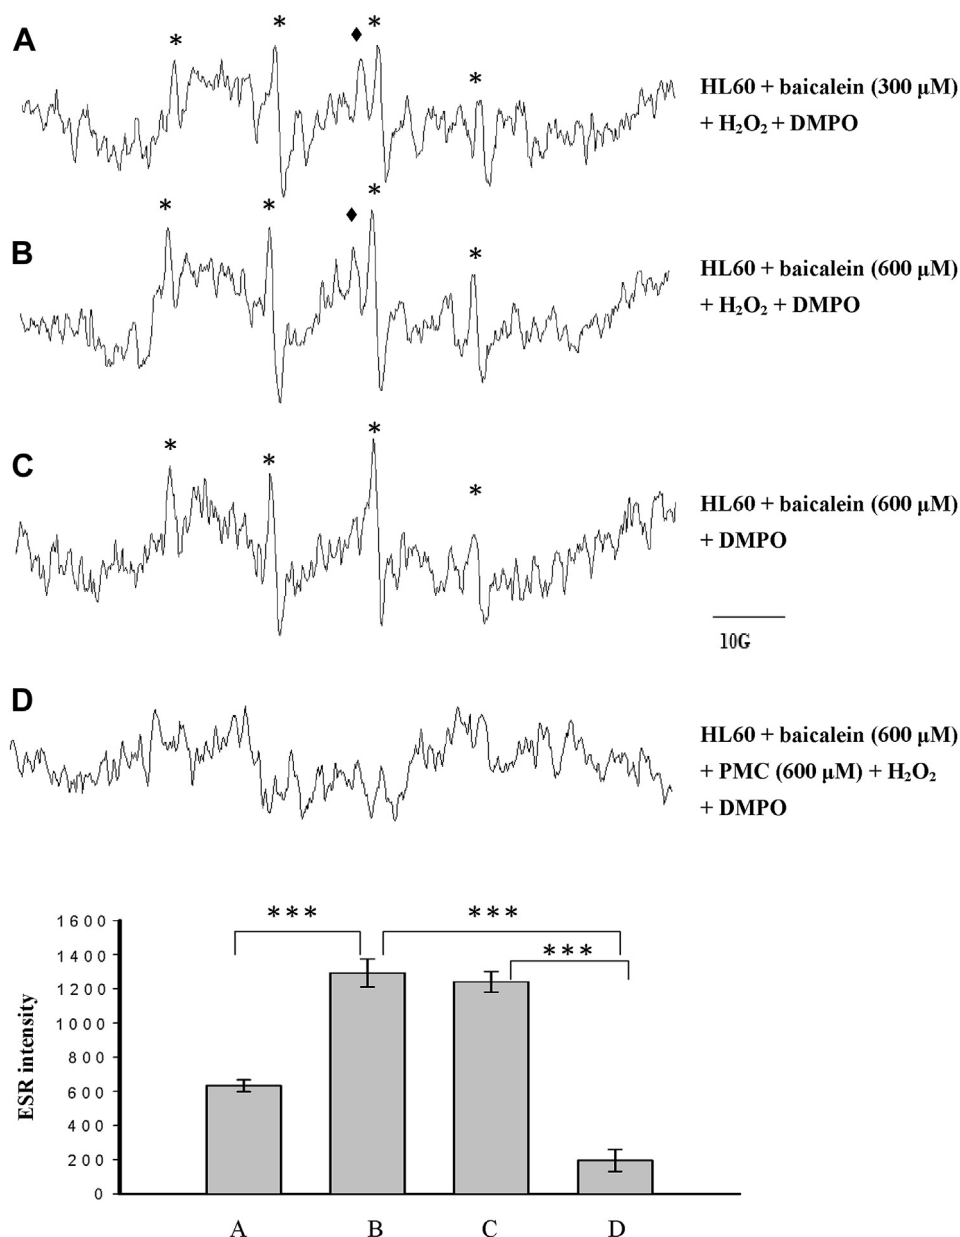 A
* * ♦ * *
HL60 + baicalein (300 µM)
+ H₂O₂ + DMPO
B
* * ♦ * *
HL60 + baicalein (600 µM)
+ H₂O₂ + DMPO
C
* * * *
HL60 + baicalein (600 µM)
+ DMPO
10G
D
HL60 + baicalein (600 µM)
+ PMC (600 µM) + H₂O₂
+ DMPO
ESR intensity
1600
1400
1200
1000
800
600
400
200
0
***
***
***
A B C D